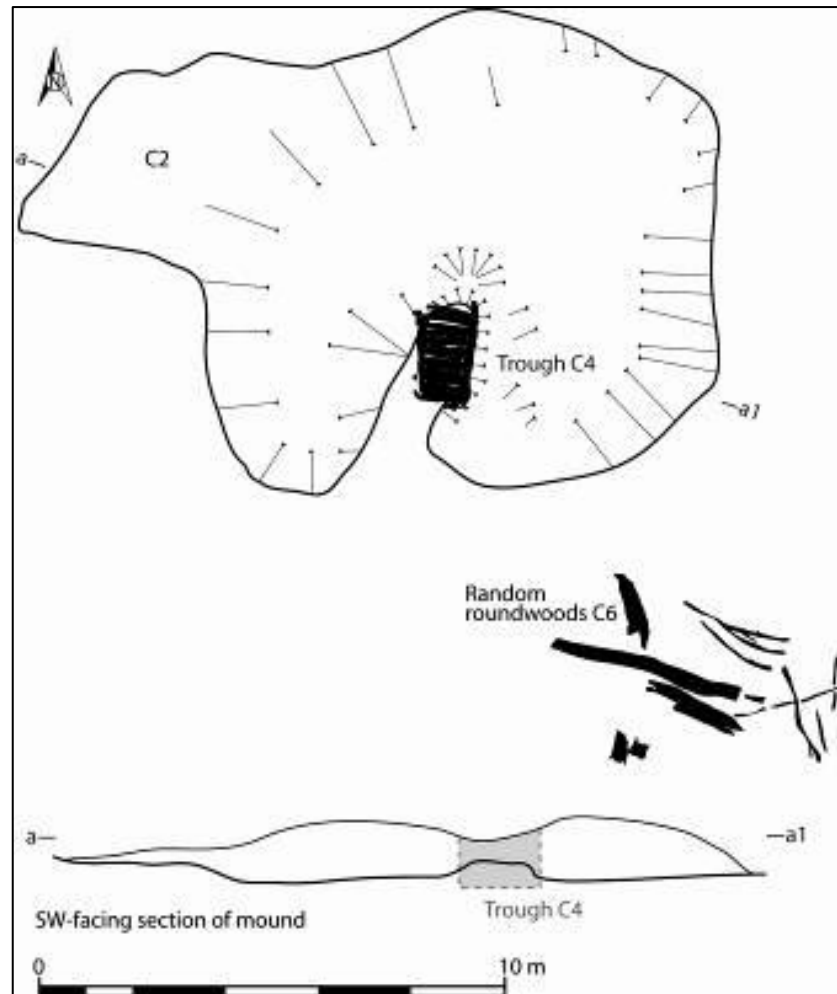 N
a
C2
Trough C4
a1
Random
roundwoods C6
a
a1
Trough C4
SW-facing section of mound
0
10 m